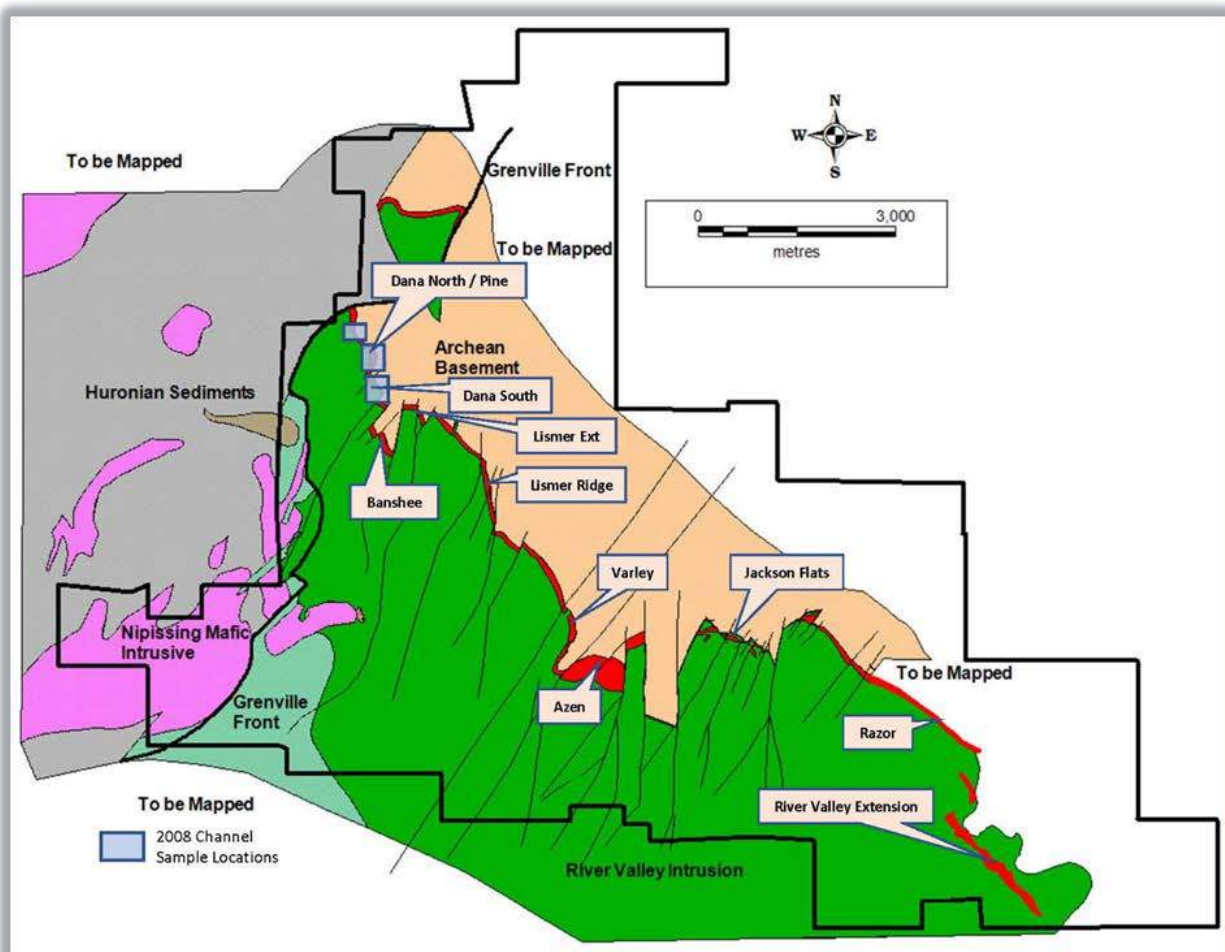 N
W E
S
To be Mapped
Grenville Front
0 3,000
metres
To be Mapped
Dana North / Pine
Archean
Basement
Huronian Sediments
Dana South
Lismer Ext
Lismer Ridge
Banshee
Varley
Jackson Flats
Nipissing Mafic
Intrusive
To be Mapped
Grenville
Front
Azen
Razor
To be Mapped
River Valley Extension
2008 Channel
Sample Locations
River Valley Intrusion